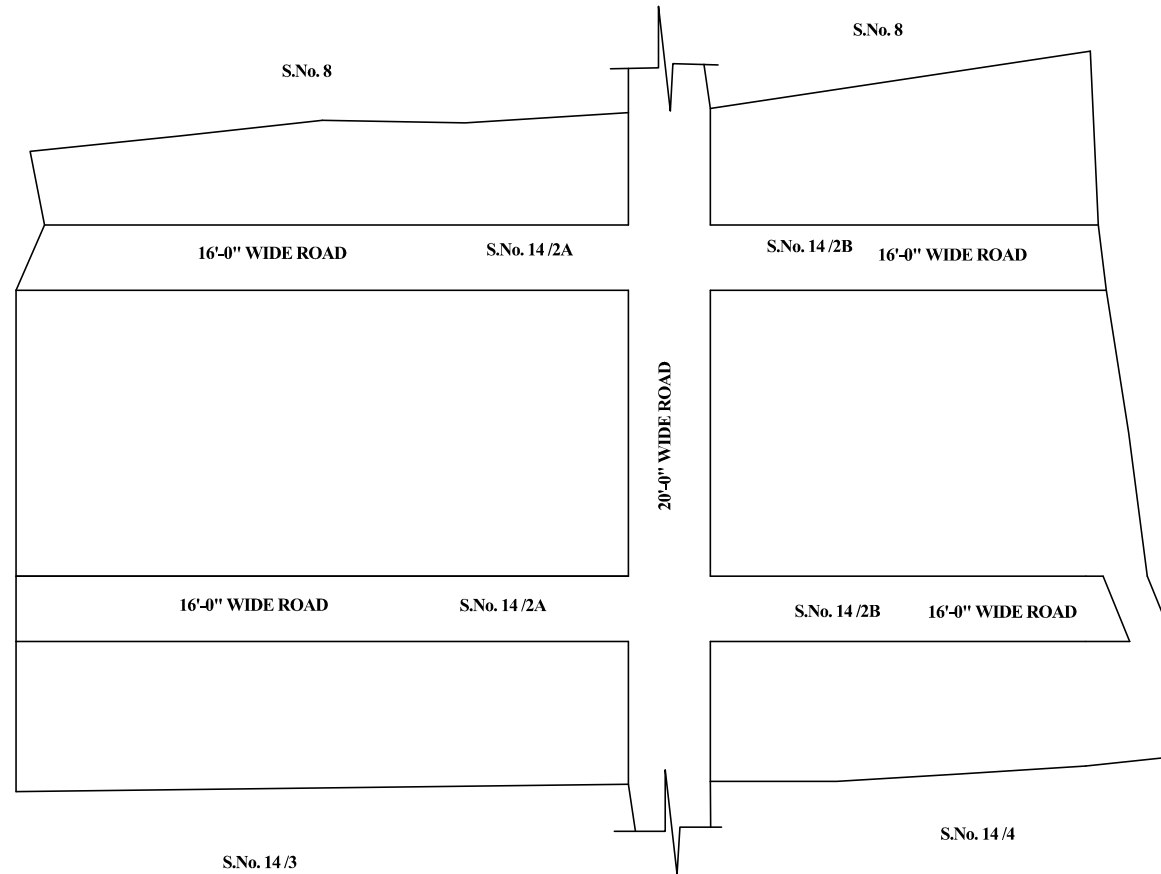 S.No. 8
S.No. 8
16'-0" WIDE ROAD
S.No. 14 /2A
S.No. 14 /2B
16'-0" WIDE ROAD
20'-0" WIDE ROAD
16'-0" WIDE ROAD
S.No. 14 /2A
S.No. 14 /2B
16'-0" WIDE ROAD
S.No. 14 /3
S.No. 14 /4